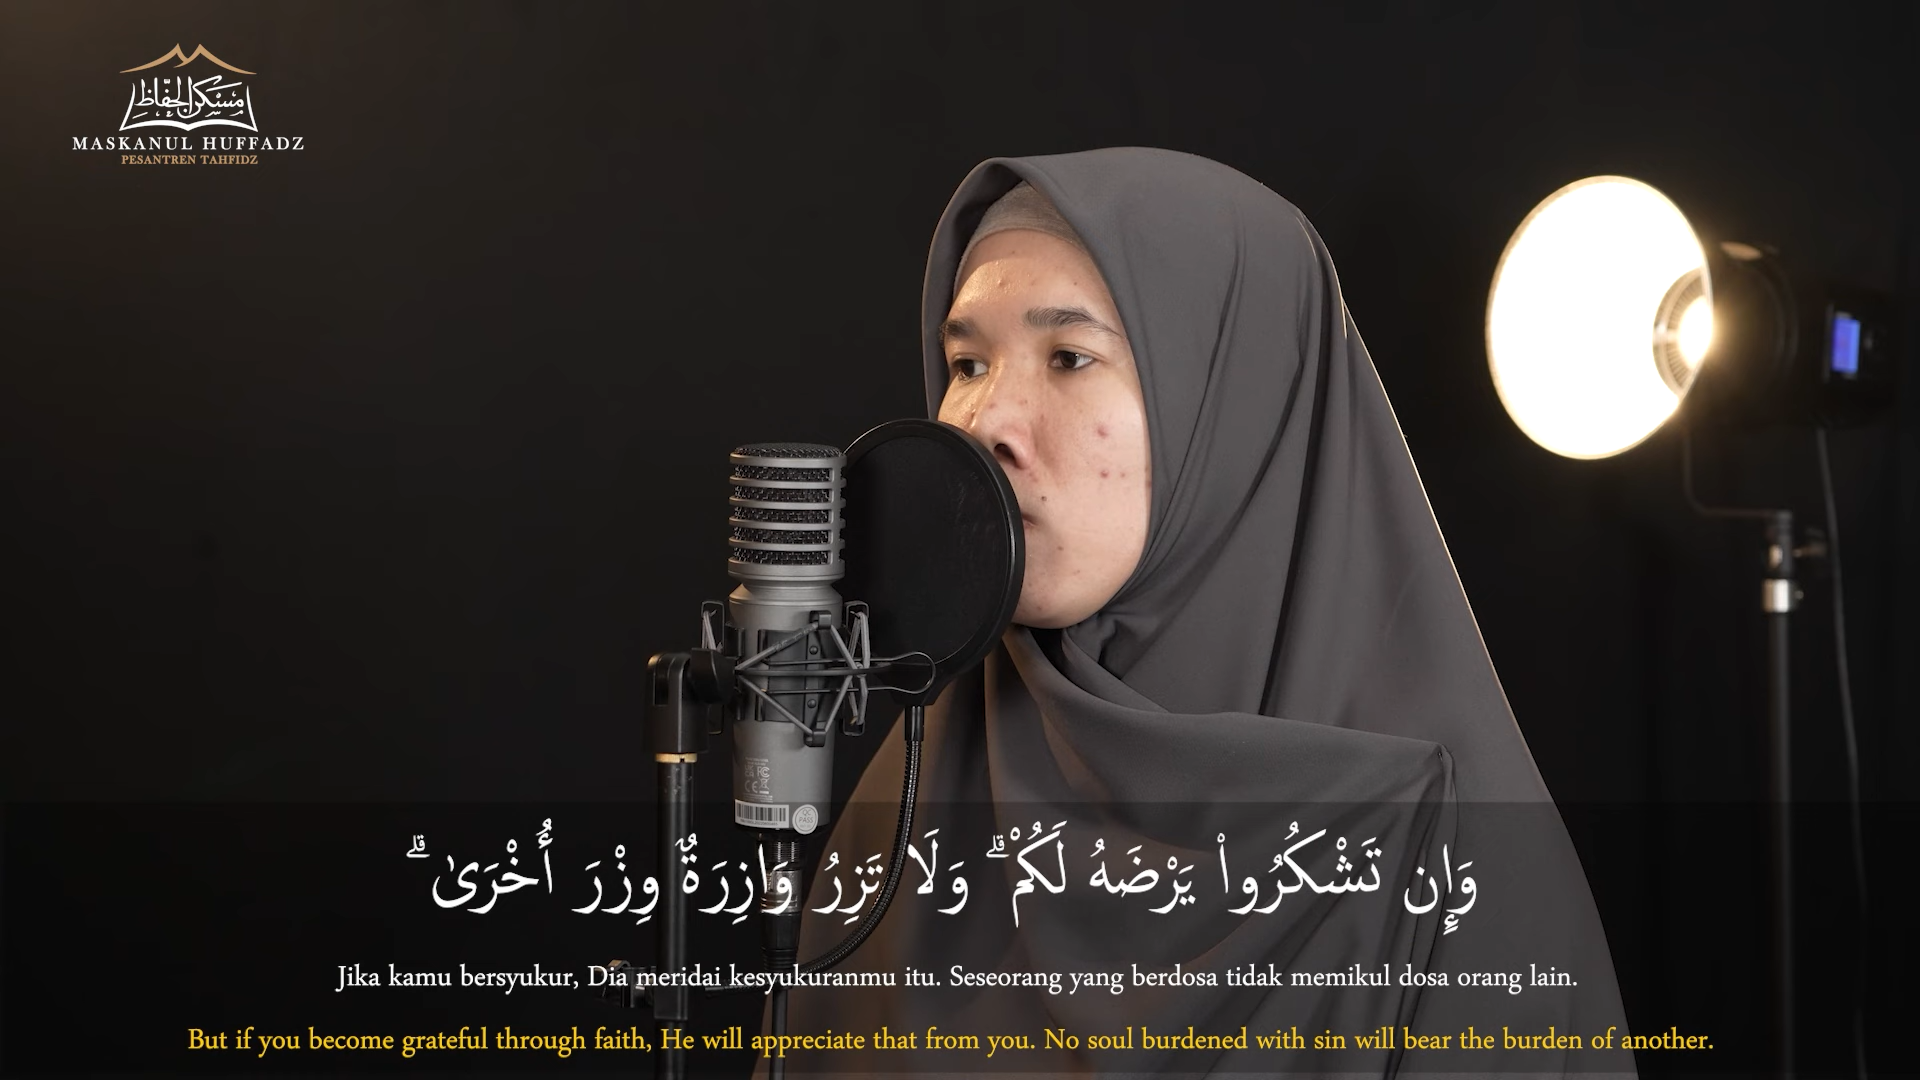 مسكن الحفاظ
MASKANUL HUFFADZ
PESANTREN TAHFIDZ
QC
PASS
وَإِن تَشْكُرُوا۟ يَرْضَهُ لَكُمْ ۗ وَلَا تَزِرُ وَازِرَةٌ وِزْرَ أُخْرَىٰ ۗ
Jika kamu bersyukur, Dia meridai kesyukuranmu itu. Seseorang yang berdosa tidak memikul dosa orang lain.
But if you become grateful through faith, He will appreciate that from you. No soul burdened with sin will bear the burden of another.